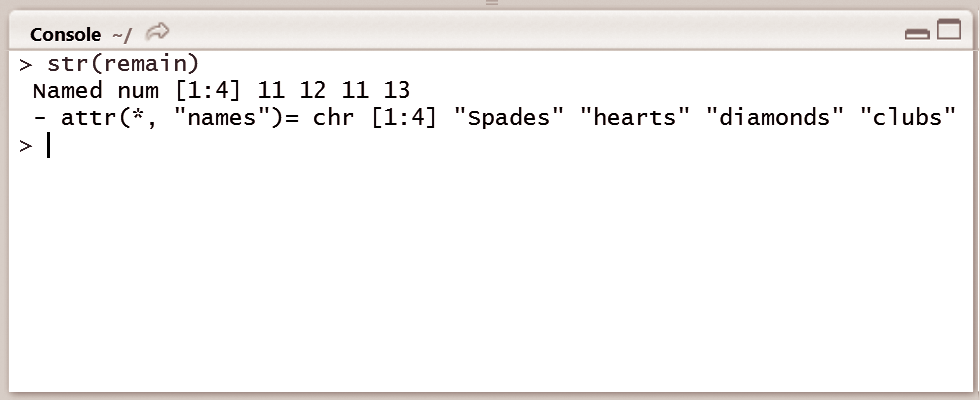 Console ~/
> str(remain)
Named num [1:4] 11 12 11 13
- attr(*, "names")= chr [1:4] "Spades" "hearts" "diamonds" "clubs"
>